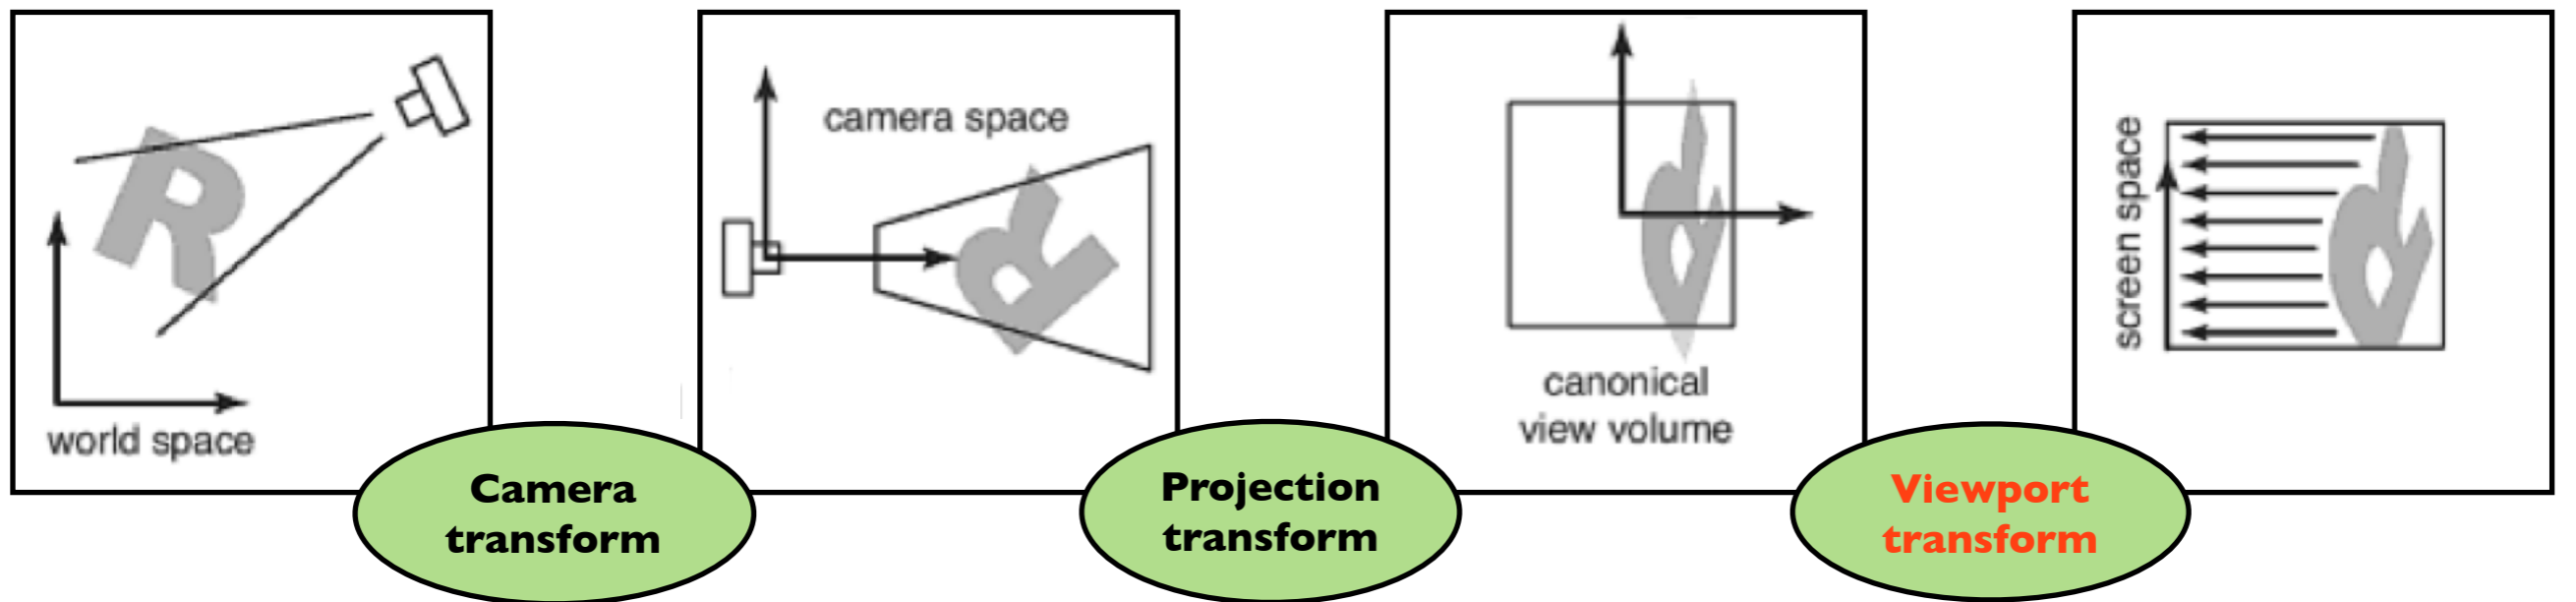 world space
Camera
transform
camera space
Projection
transform
canonical
view volume
Viewport
transform
screen space